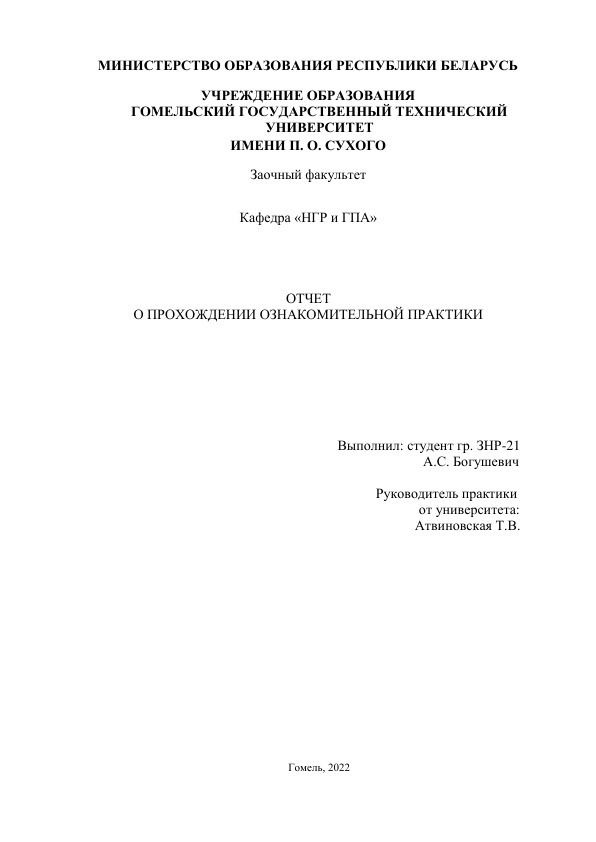 МИНИСТЕРСТВО ОБРАЗОВАНИЯ РЕСПУБЛИКИ БЕЛАРУСЬ
УЧРЕЖДЕНИЕ ОБРАЗОВАНИЯ
ГОМЕЛЬСКИЙ ГОСУДАРСТВЕННЫЙ ТЕХНИЧЕСКИЙ
УНИВЕРСИТЕТ
ИМЕНИ П. О. СУХОГО
Заочный факультет
Кафедра «НГР и ГПА»
ОТЧЕТ
О ПРОХОЖДЕНИИ ОЗНАКОМИТЕЛЬНОЙ ПРАКТИКИ
Выполнил: студент гр. ЗНР-21
А.С. Богушевич
Руководитель практики
от университета:
Атвиновская Т.В.
Гомель, 2022